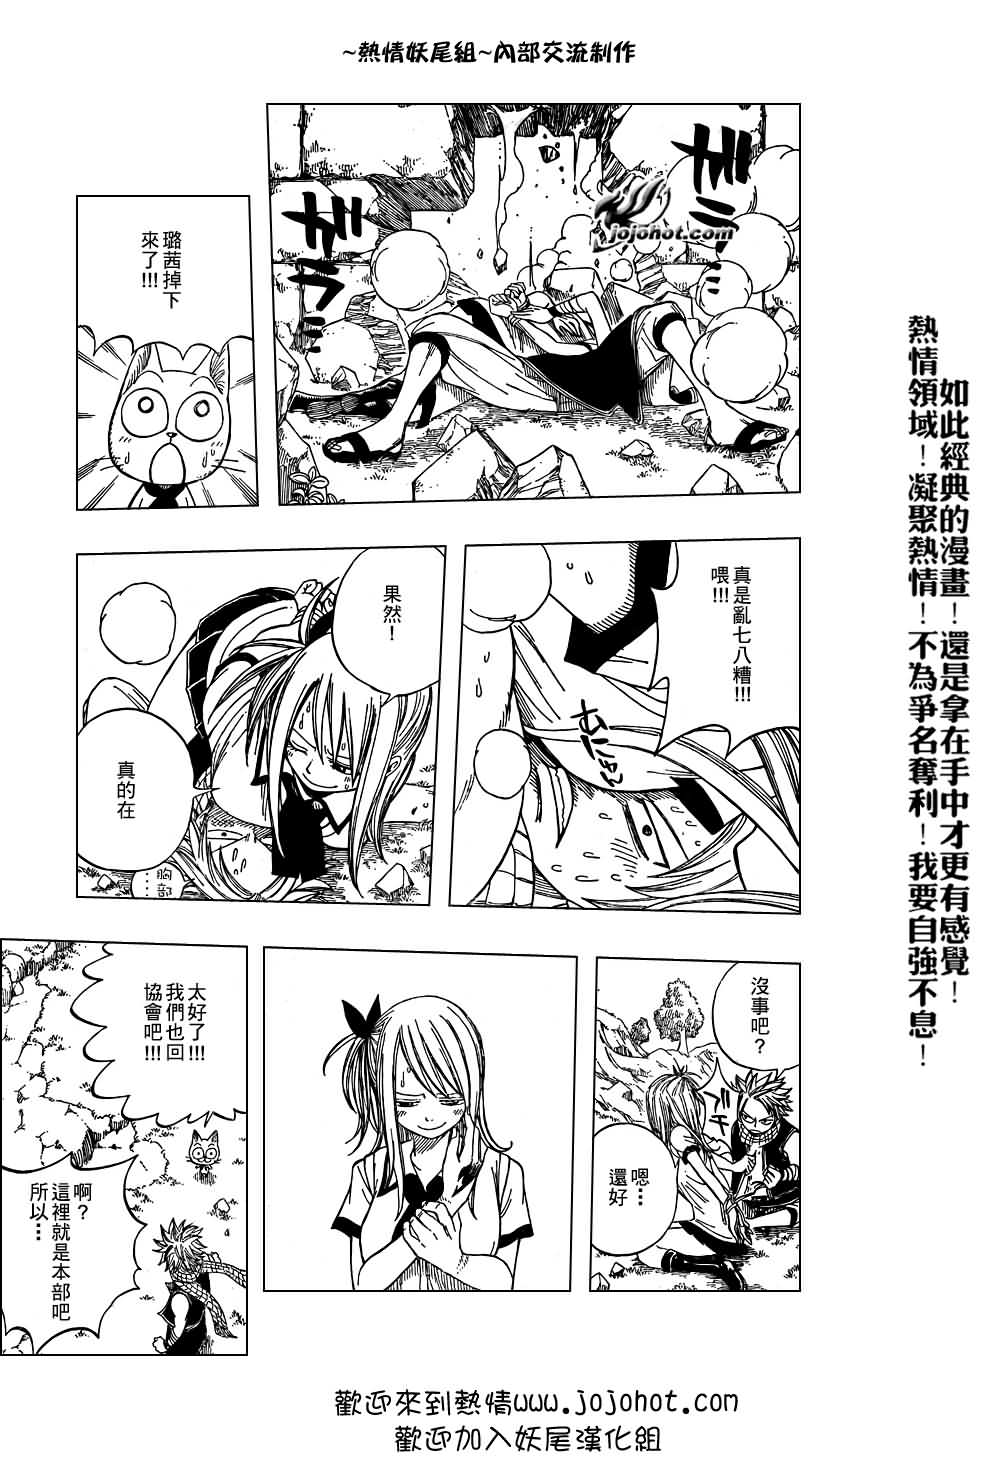 ~熱情妖尾組~內部交流制作
jojohot.com
璐茜掉下
來了!!!
真是亂七八糟!!!
喂!!!
むにゅん
果然！
真的在
胸部
…
沒事吧？
嗯…
還好
太好了!!!
我們也回
協會吧!!!
啊？
這裡就是本部吧
所以…
如此經典的漫畫！還是拿在手中才更有感覺！
熱情領域！凝聚熱情！不為爭名奪利！我要自強不息！
歡迎來到熱情www.jojohot.com
歡迎加入妖尾漢化組